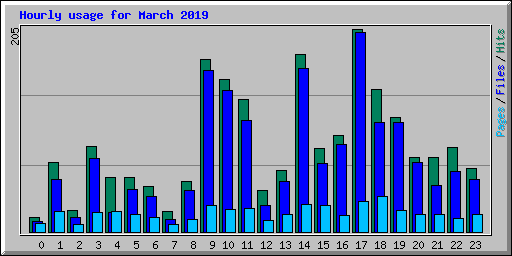 Hourly usage for March 2019
205
Pages/Files/Hits
0 1 2 3 4 5 6 7 8 9 10 11 12 13 14 15 16 17 18 19 20 21 22 23